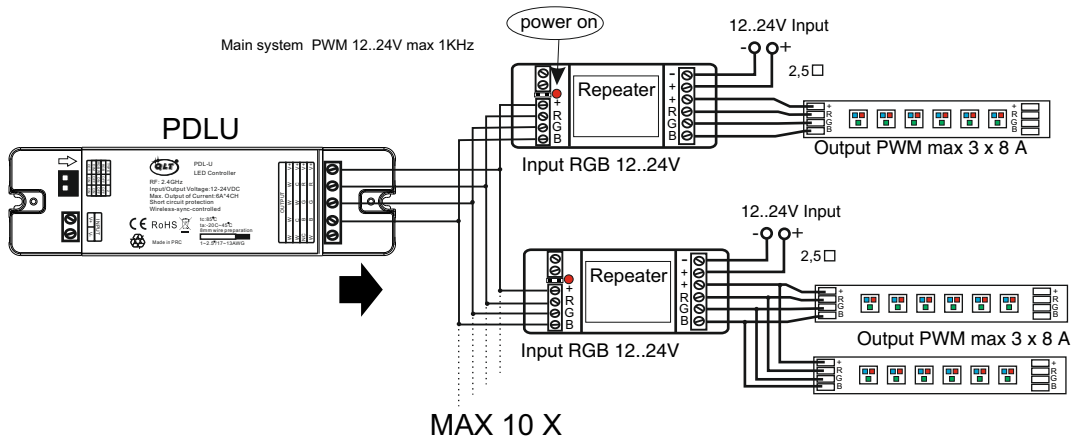 power on
12..24V Input
- +
2,5
Main system PWM 12..24V max 1KHz
Repeater
-
+
+
R
G
B
+
R
G
B
+
R
G
B
Output PWM max 3 x 8 A
Input RGB 12..24V
PDLU
QLT
PDL-U
LED Controller
RF: 2.4GHz
Input/Output Voltage:12-24VDC
Max. Output of Current:6A*4CH
Short circuit protection
Wireless-sync-controlled
CE RoHS
Made in PRC
OUTPUT
12..24V Input
- +
2,5
Repeater
-
+
+
R
G
B
+
R
G
B
+
R
G
B
+
R
G
B
Output PWM max 3 x 8 A
Input RGB 12..24V
+
R
G
B
+
R
G
B
MAX 10 X